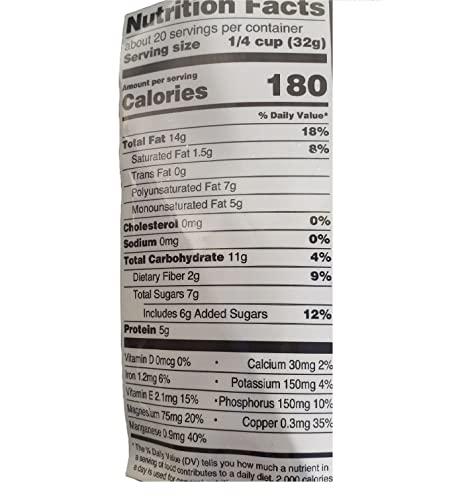 Nutrition Facts
about 20 servings per container
Serving size 1/4 cup (32g)
Amount per serving
Calories 180
% Daily Value*
Total Fat 14g 18%
Saturated Fat 1.5g 8%
Trans Fat 0g
Polyunsaturated Fat 7g
Monounsaturated Fat 5g
Cholesterol 0mg 0%
Sodium 0mg 0%
Total Carbohydrate 11g 4%
Dietary Fiber 2g 9%
Total Sugars 7g
Includes 6g Added Sugars 12%
Protein 5g
Vitamin D 0mcg 0% • Calcium 30mg 2%
Iron 1.2mg 6% • Potassium 150mg 4%
Vitamin E 2.1mg 15% •Phosphorus 150mg 10%
Magnesium 75mg 20% • Copper 0.3mg 35%
Manganese 0.9mg 40%
*The % Daily Value (DV) tells you how much a nutrient in
a serving of food contributes to a daily diet. 2,000 calories
a day is used for